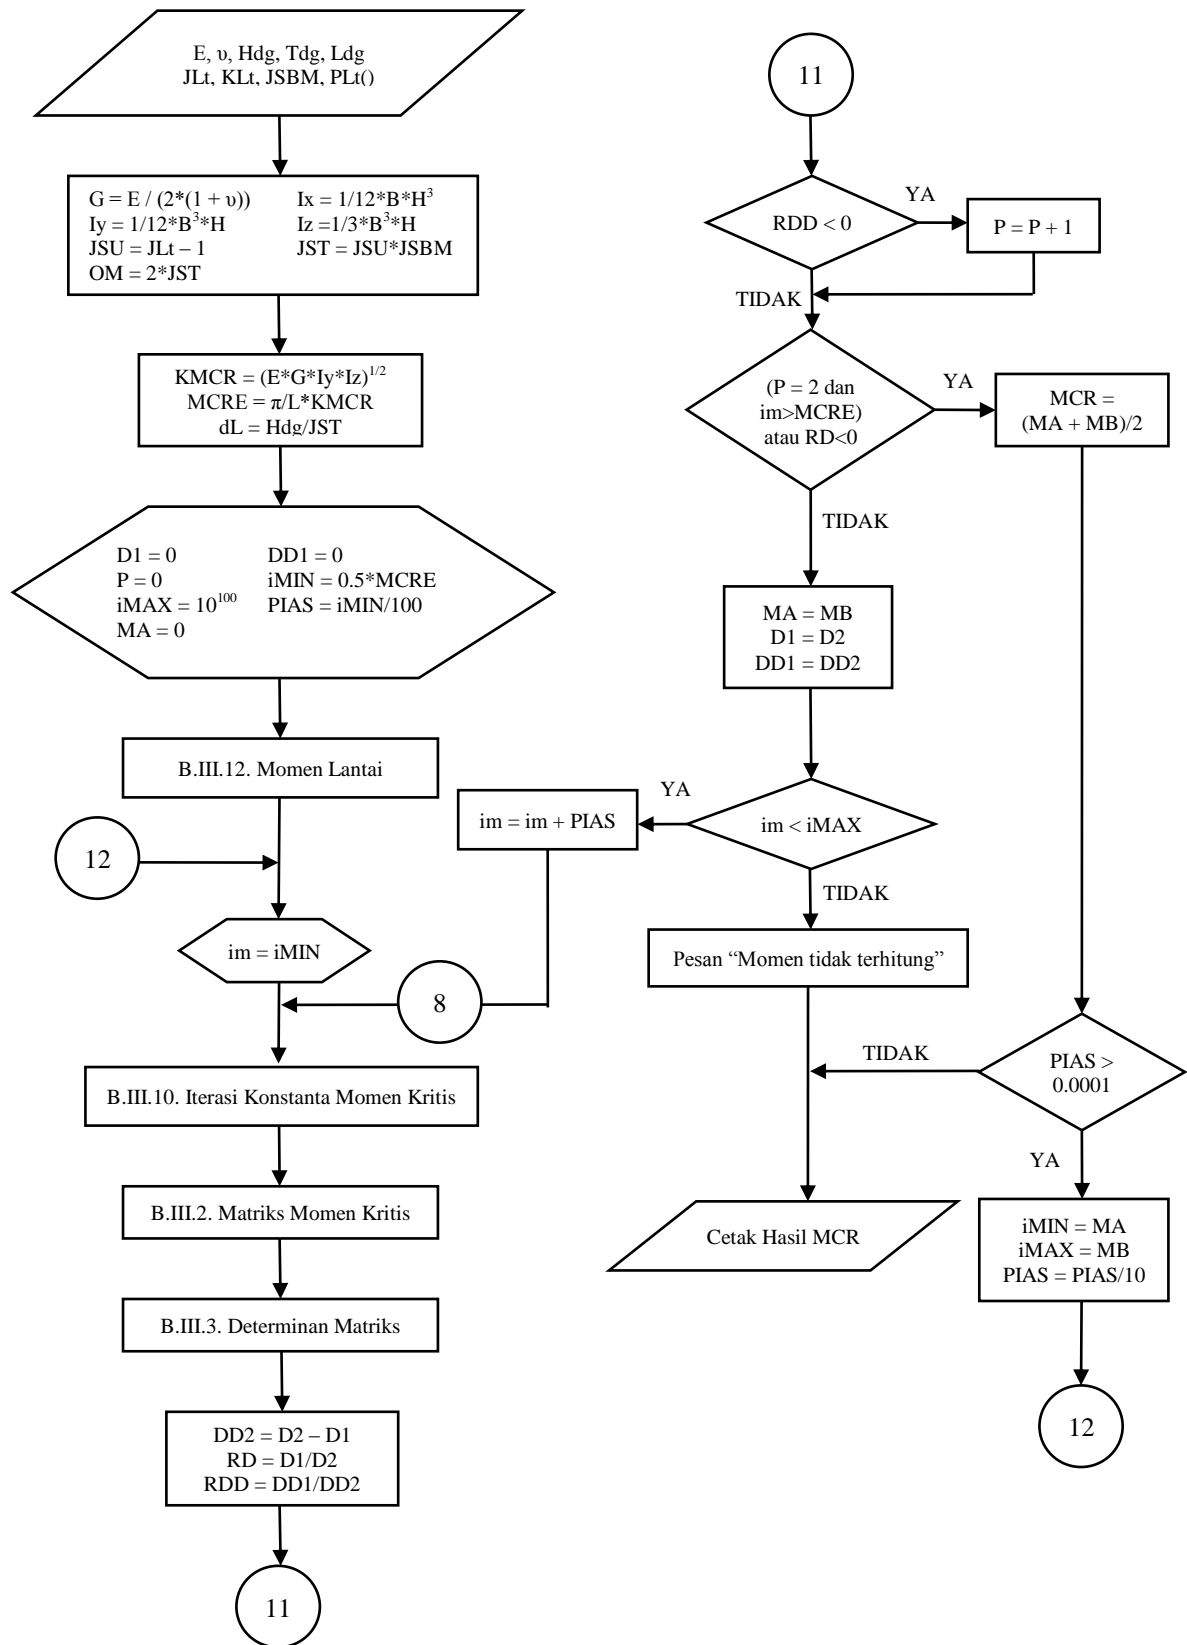 E, υ, Hdg, Tdg, Ldg
JLt, KLt, JSBM, PLt()
G = E / (2*(1 + υ)) Ix = 1/12*B*H³
Iy = 1/12*B³*H Iz =1/3*B³*H
JSU = JLt – 1 JST = JSU*JSBM
OM = 2*JST
KMCR = (E*G*Iy*Iz)^1/2
MCRE = π/L*KMCR
dL = Hdg/JST
D1 = 0 DD1 = 0
P = 0 iMIN = 0.5*MCRE
iMAX = 10^100 PIAS = iMIN/100
MA = 0
B.III.12. Momen Lantai
12
im = iMIN
8
B.III.10. Iterasi Konstanta Momen Kritis
B.III.2. Matriks Momen Kritis
B.III.3. Determinan Matriks
DD2 = D2 – D1
RD = D1/D2
RDD = DD1/DD2
11
11
RDD < 0
YA
P = P + 1
TIDAK
(P = 2 dan
im>MCRE)
atau RD<0
YA
MCR =
(MA + MB)/2
TIDAK
MA = MB
D1 = D2
DD1 = DD2
im < iMAX
YA
im = im + PIAS
TIDAK
Pesan “Momen tidak terhitung”
PIAS >
0.0001
TIDAK
YA
Cetak Hasil MCR
iMIN = MA
iMAX = MB
PIAS = PIAS/10
12